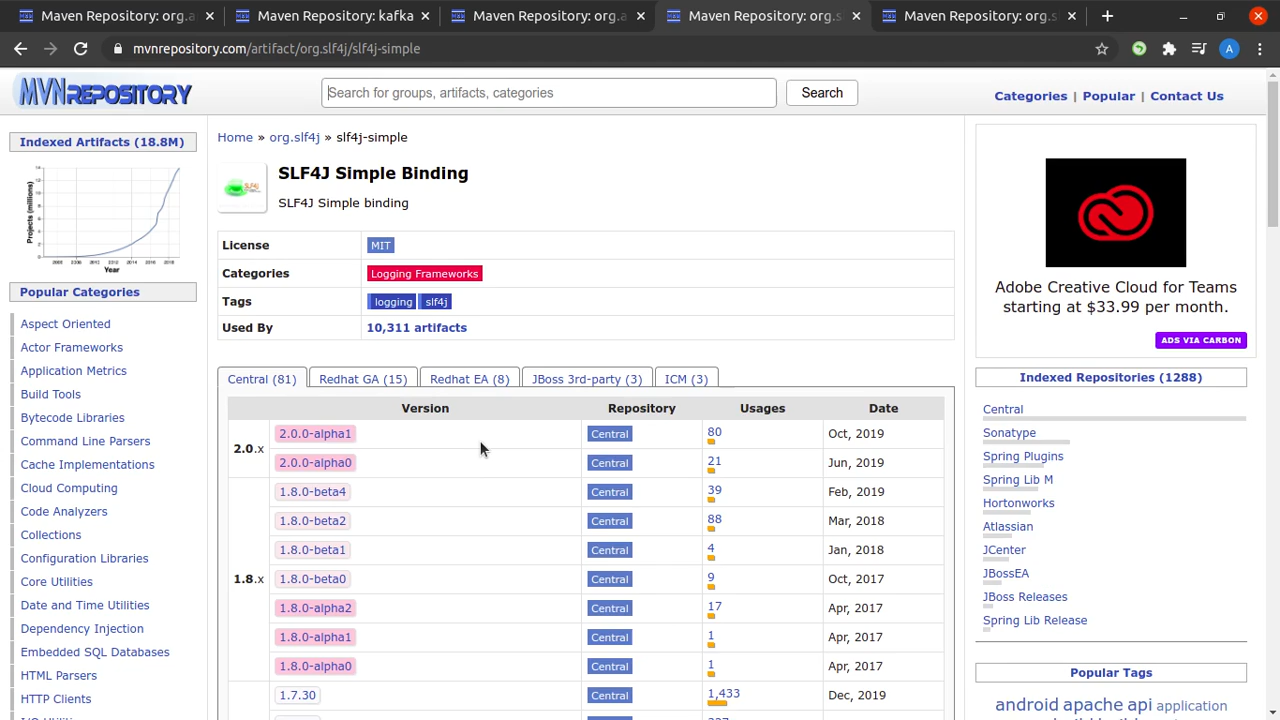 Maven Repository: org.a
Maven Repository: kafka
Maven Repository: org.a
Maven Repository: org.s
Maven Repository: org.s
mvnrepository.com/artifact/org.slf4j/slf4j-simple
A
MVNREPOSITORY
Search for groups, artifacts, categories
Search
Categories | Popular | Contact Us
Indexed Artifacts (18.8M)
Projects (millions)
Year
Popular Categories
Aspect Oriented
Actor Frameworks
Application Metrics
Build Tools
Bytecode Libraries
Command Line Parsers
Cache Implementations
Cloud Computing
Code Analyzers
Collections
Configuration Libraries
Core Utilities
Date and Time Utilities
Dependency Injection
Embedded SQL Databases
HTML Parsers
HTTP Clients
Home » org.slf4j » slf4j-simple
SLF4J Simple Binding
SLF4J Simple binding
License MIT
Categories Logging Frameworks
Tags logging slf4j
Used By 10,311 artifacts
Central (81) Redhat GA (15) Redhat EA (8) JBoss 3rd-party (3) ICM (3)
Version Repository Usages Date
2.0.x
2.0.0-alpha1 Central 80 Oct, 2019
2.0.0-alpha0 Central 21 Jun, 2019
1.8.x
1.8.0-beta4 Central 39 Feb, 2019
1.8.0-beta2 Central 88 Mar, 2018
1.8.0-beta1 Central 4 Jan, 2018
1.8.0-beta0 Central 9 Oct, 2017
1.8.0-alpha2 Central 17 Apr, 2017
1.8.0-alpha1 Central 1 Apr, 2017
1.8.0-alpha0 Central 1 Apr, 2017
1.7.30 Central 1,433 Dec, 2019
Adobe Creative Cloud for Teams
starting at $33.99 per month.
ADS VIA CARBON
Indexed Repositories (1288)
Central
Sonatype
Spring Plugins
Spring Lib M
Hortonworks
Atlassian
JCenter
JBossEA
JBoss Releases
Spring Lib Release
Popular Tags
android apache api application